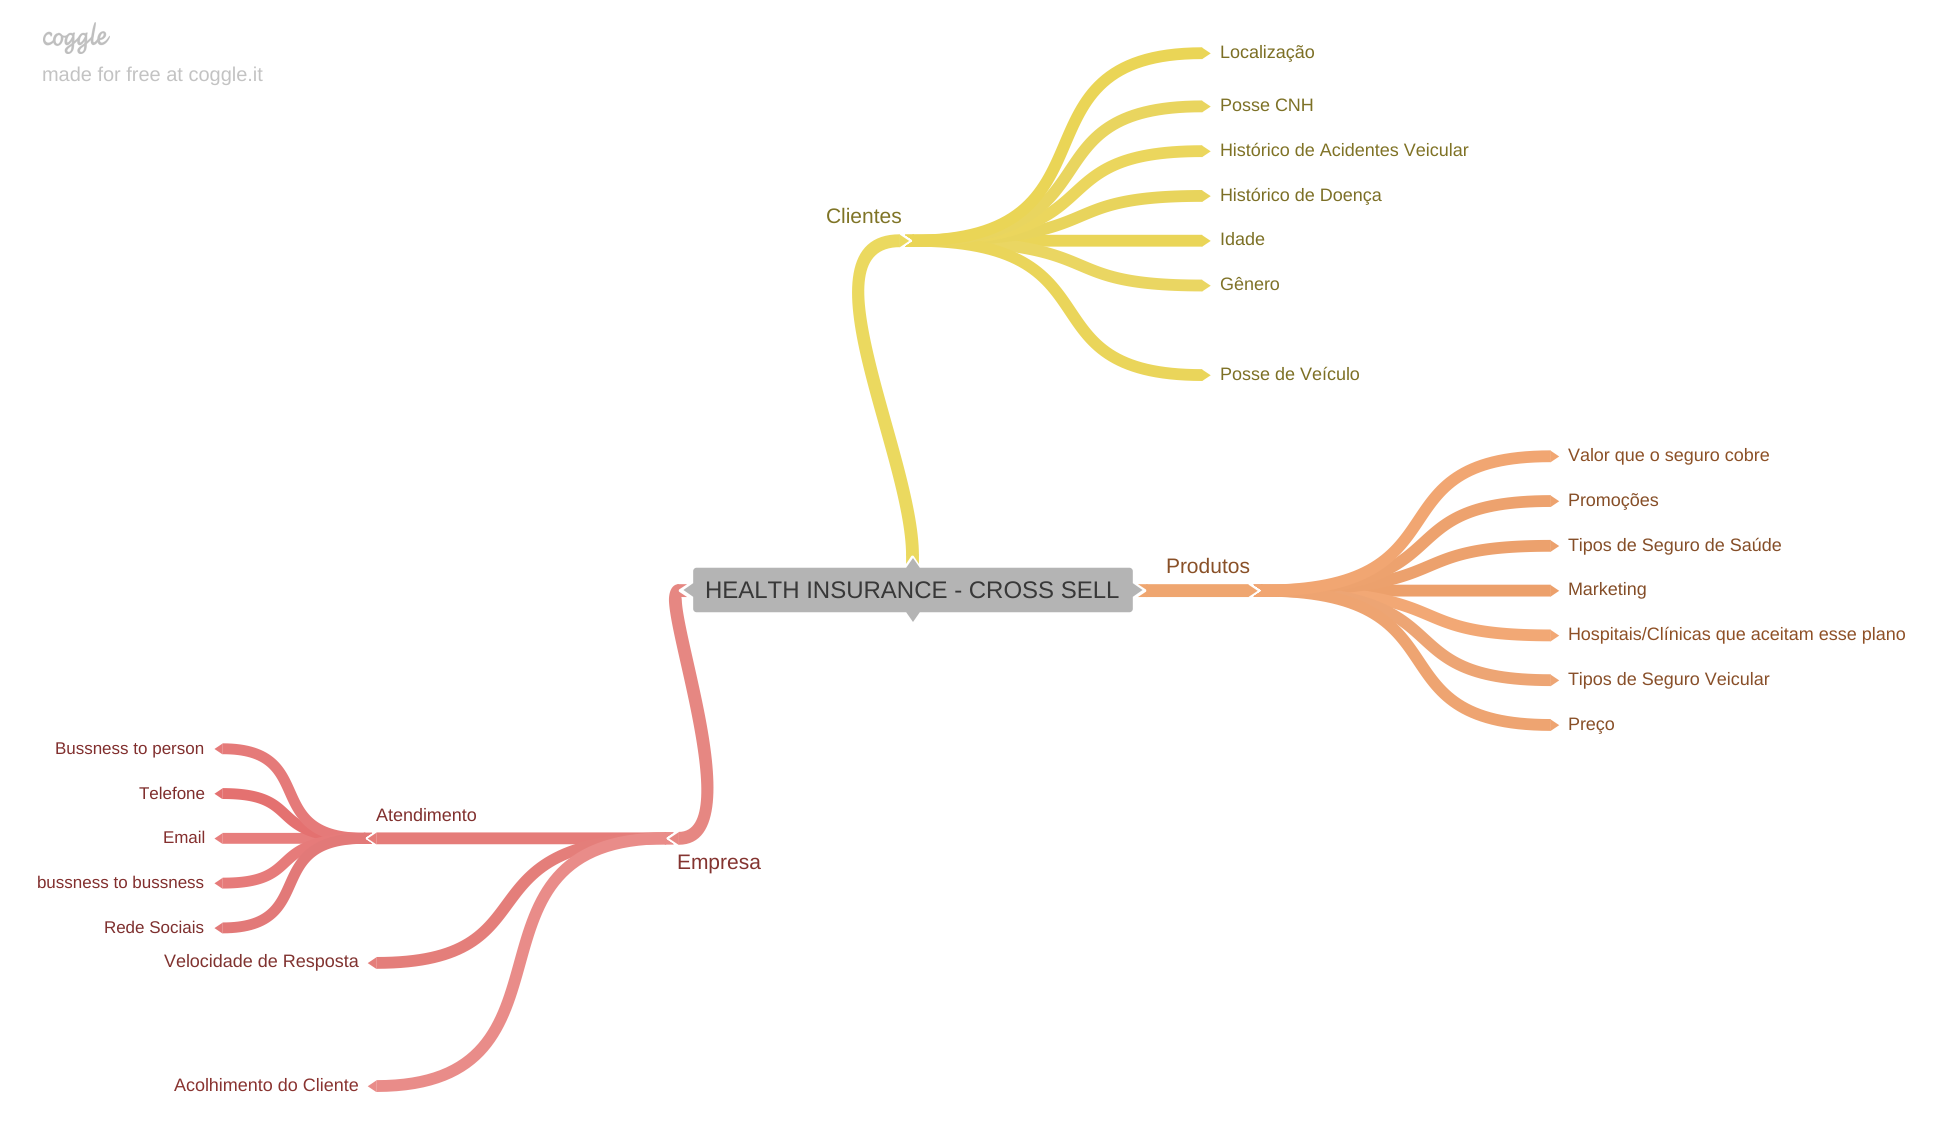 coggle
made for free at coggle.it
Localização
Posse CNH
Histórico de Acidentes Veicular
Histórico de Doença
Clientes
Idade
Gênero
Posse de Veículo
Valor que o seguro cobre
Promoções
Tipos de Seguro de Saúde
Produtos
HEALTH INSURANCE - CROSS SELL
Marketing
Hospitais/Clínicas que aceitam esse plano
Tipos de Seguro Veicular
Preço
Bussness to person
Telefone
Atendimento
Email
Empresa
bussness to bussness
Rede Sociais
Velocidade de Resposta
Acolhimento do Cliente